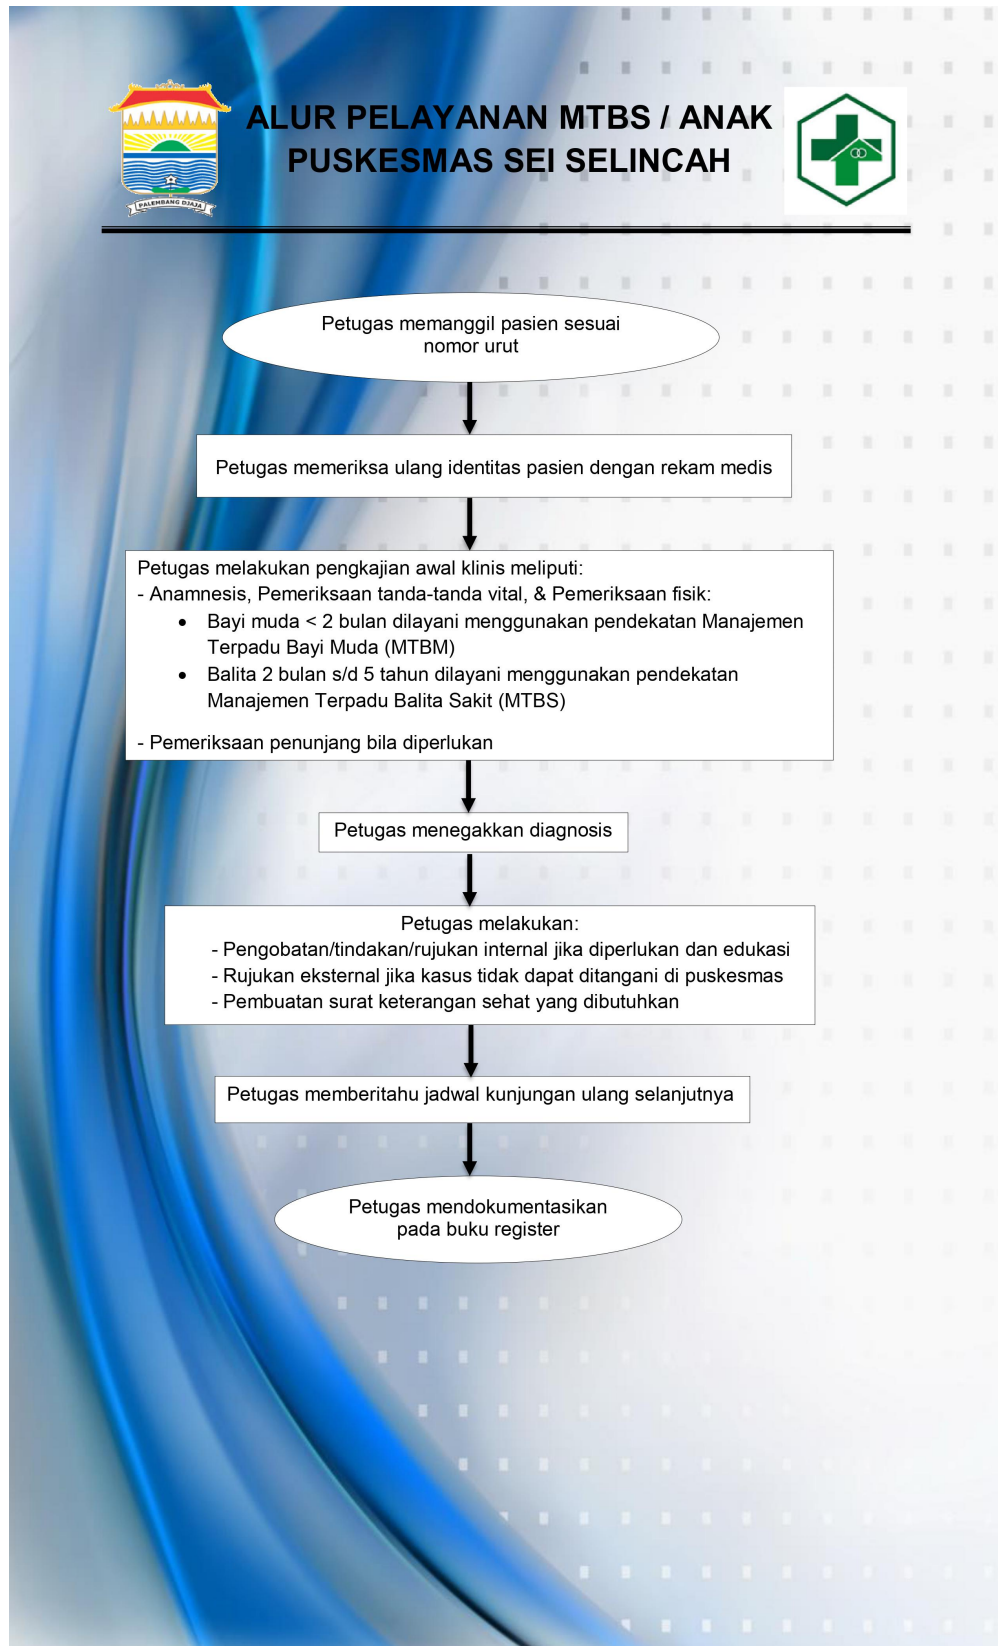 ALUR PELAYANAN MTBS / ANAK
PUSKESMAS SEI SELINCAH
PALEMBANG DJAJA
Petugas memanggil pasien sesuai
nomor urut
Petugas memeriksa ulang identitas pasien dengan rekam medis
Petugas melakukan pengkajian awal klinis meliputi:
- Anamnesis, Pemeriksaan tanda-tanda vital, & Pemeriksaan fisik:
• Bayi muda < 2 bulan dilayani menggunakan pendekatan Manajemen
Terpadu Bayi Muda (MTBM)
• Balita 2 bulan s/d 5 tahun dilayani menggunakan pendekatan
Manajemen Terpadu Balita Sakit (MTBS)
- Pemeriksaan penunjang bila diperlukan
Petugas menegakkan diagnosis
Petugas melakukan:
- Pengobatan/tindakan/rujukan internal jika diperlukan dan edukasi
- Rujukan eksternal jika kasus tidak dapat ditangani di puskesmas
- Pembuatan surat keterangan sehat yang dibutuhkan
Petugas memberitahu jadwal kunjungan ulang selanjutnya
Petugas mendokumentasikan
pada buku register